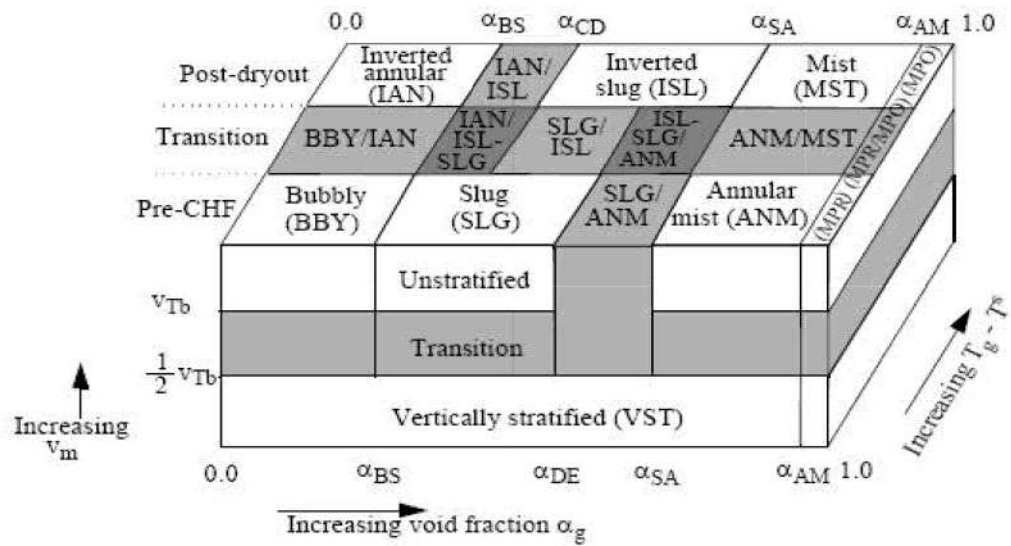 0.0 αBS αCD αSA αAM 1.0
Post-dryout
Inverted
annular
(IAN)
IAN/
ISL
Inverted
slug (ISL)
Mist
(MST)
(MPO)
Transition
BBY/IAN
IAN/
ISL-
SLG
SLG/
ISL
ISL-
SLG/
ANM
ANM/MST
(MPR/MPO)
Pre-CHF
Bubbly
(BBY)
Slug
(SLG)
SLG/
ANM
Annular
mist (ANM)
(MPR)
Unstratified
vTb
Transition
1/2 vTb
Vertically stratified (VST)
Increasing
vm
Increasing Tg - Ts
0.0 αBS αDE αSA αAM 1.0
Increasing void fraction αg